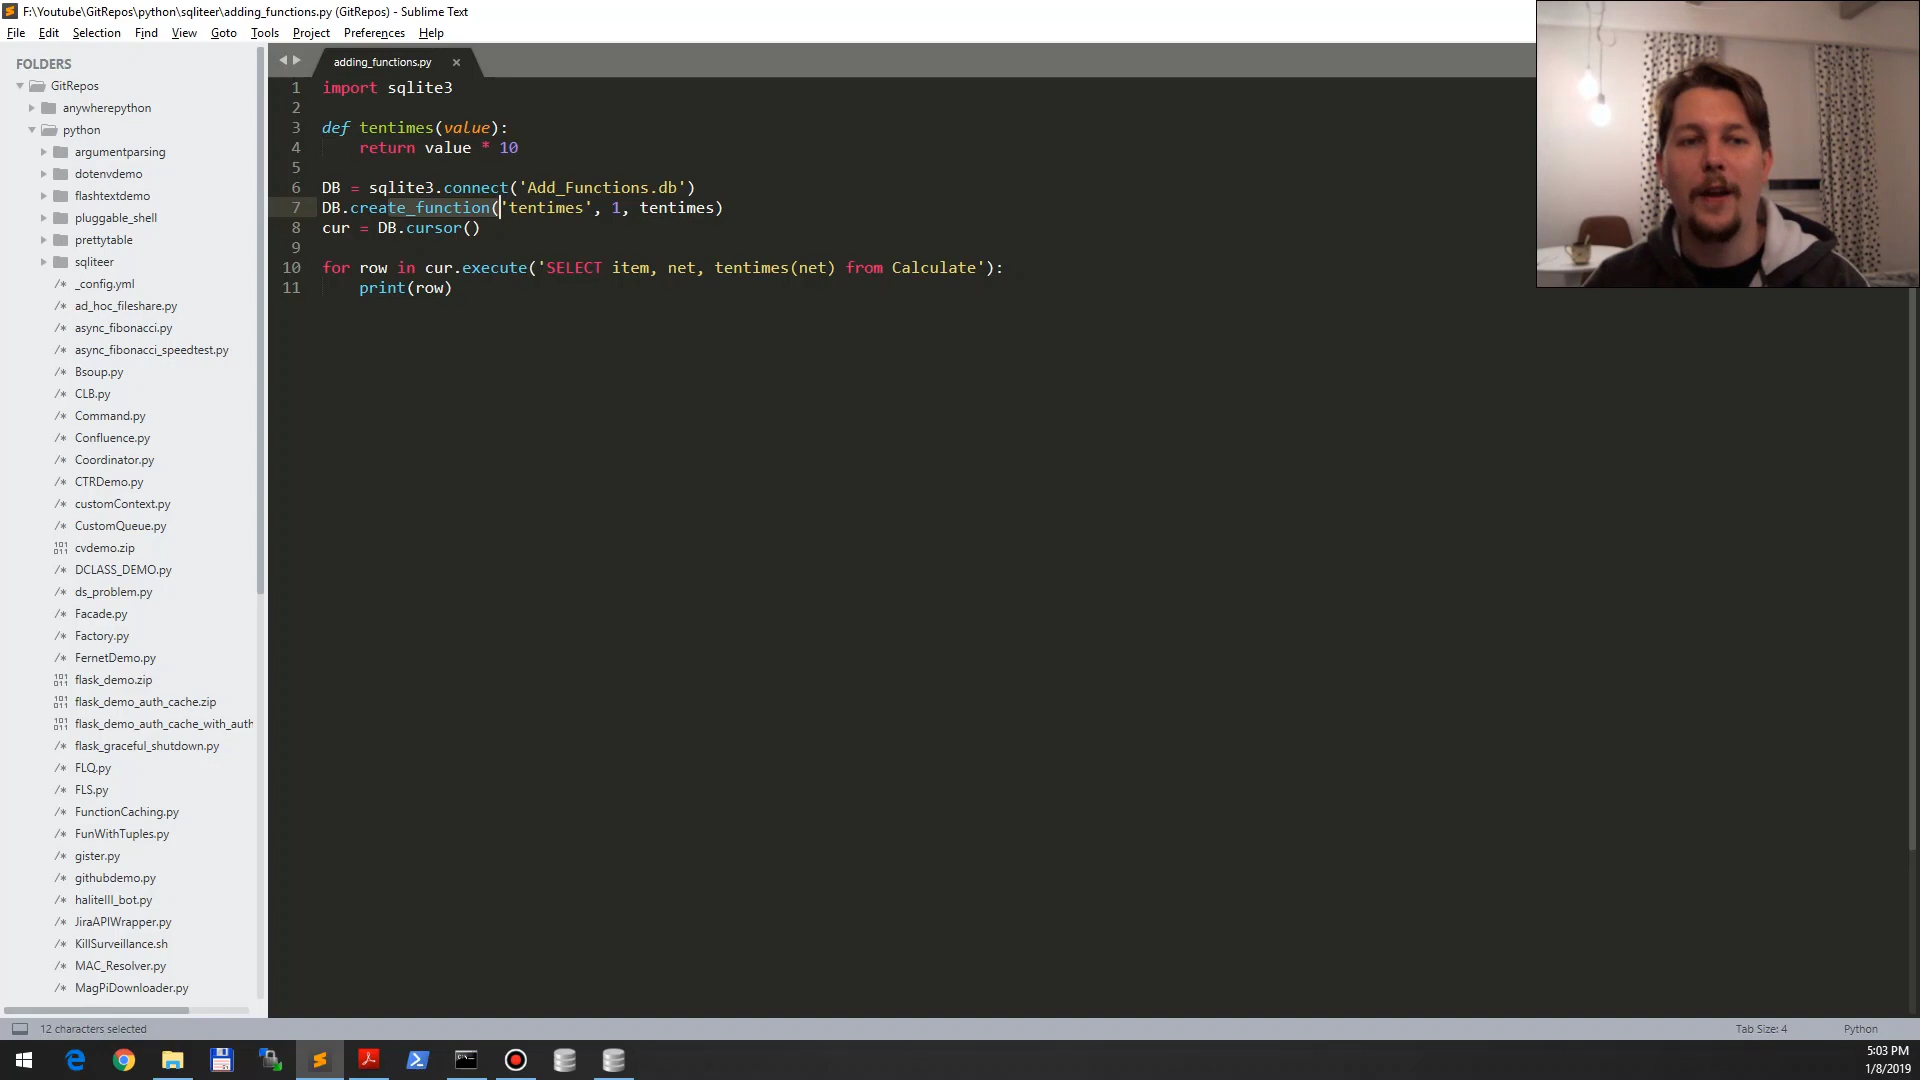 F:\Youtube\GitRepos\python\sqliteer\adding_functions.py (GitRepos) - Sublime Text
File Edit Selection Find View Goto Tools Project Preferences Help
FOLDERS
GitRepos
anywherepython
python
argumentparsing
dotenvdemo
flashtextdemo
pluggable_shell
prettytable
sqliteer
/* _config.yml
/* ad_hoc_fileshare.py
/* async_fibonacci.py
/* async_fibonacci_speedtest.py
/* Bsoup.py
/* CLB.py
/* Command.py
/* Confluence.py
/* Coordinator.py
/* CTRDemo.py
/* customContext.py
/* CustomQueue.py
cvdemo.zip
/* DCLASS_DEMO.py
/* ds_problem.py
/* Facade.py
/* Factory.py
/* FernetDemo.py
flask_demo.zip
flask_demo_auth_cache.zip
flask_demo_auth_cache_with_auth
/* flask_graceful_shutdown.py
/* FLQ.py
/* FLS.py
/* FunctionCaching.py
/* FunWithTuples.py
/* gister.py
/* githubdemo.py
/* haliteIII_bot.py
/* JiraAPIWrapper.py
/* KillSurveillance.sh
/* MAC_Resolver.py
/* MagPiDownloader.py
adding_functions.py ×
1 import sqlite3
2
3 def tentimes(value):
4 return value * 10
5
6 DB = sqlite3.connect('Add_Functions.db')
7 DB.create_function('tentimes', 1, tentimes)
8 cur = DB.cursor()
9
10 for row in cur.execute('SELECT item, net, tentimes(net) from Calculate'):
11 print(row)
12 characters selected
Tab Size: 4 Python
5:03 PM
1/8/2019